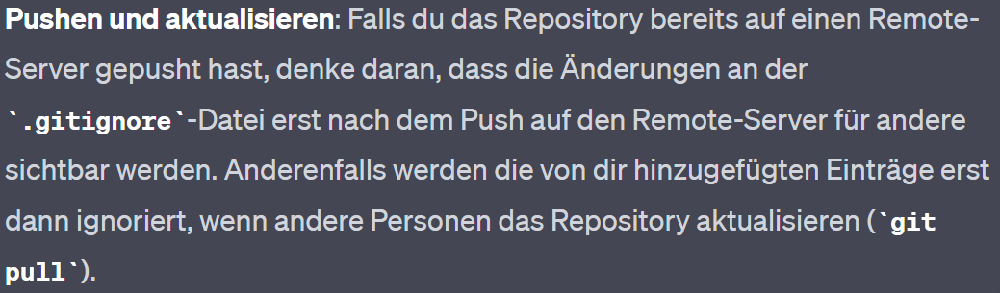 Pushen und aktualisieren: Falls du das Repository bereits auf einen Remote-
Server gepusht hast, denke daran, dass die Änderungen an der
`.gitignore`-Datei erst nach dem Push auf den Remote-Server für andere
sichtbar werden. Anderenfalls werden die von dir hinzugefügten Einträge erst
dann ignoriert, wenn andere Personen das Repository aktualisieren (`git
pull`).